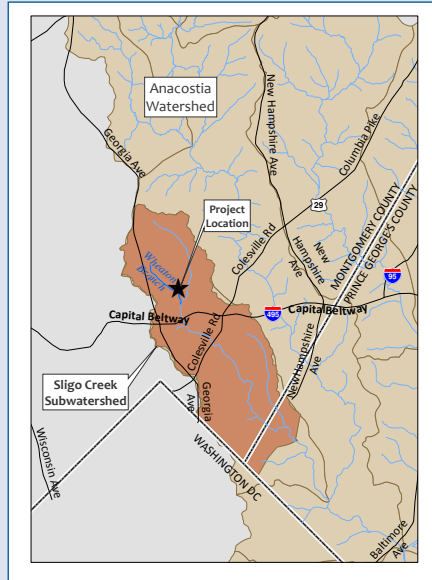 Anacostia
Watershed
New Hampshire Ave
Columbia Pike
Georgia Ave
29
Project
Location
Colesville Rd
New
Hampshire
Ave
MONTGOMERY COUNTY
PRINCE GEORGE'S COUNTY
95
Wheaton
Branch
495
Capital Beltway
Capital Beltway
Colesville Rd
New Hampshire
Ave
Sligo Creek
Subwatershed
Georgia
Ave
Wisconsin Ave
WASHINGTON DC
Baltimore
Ave